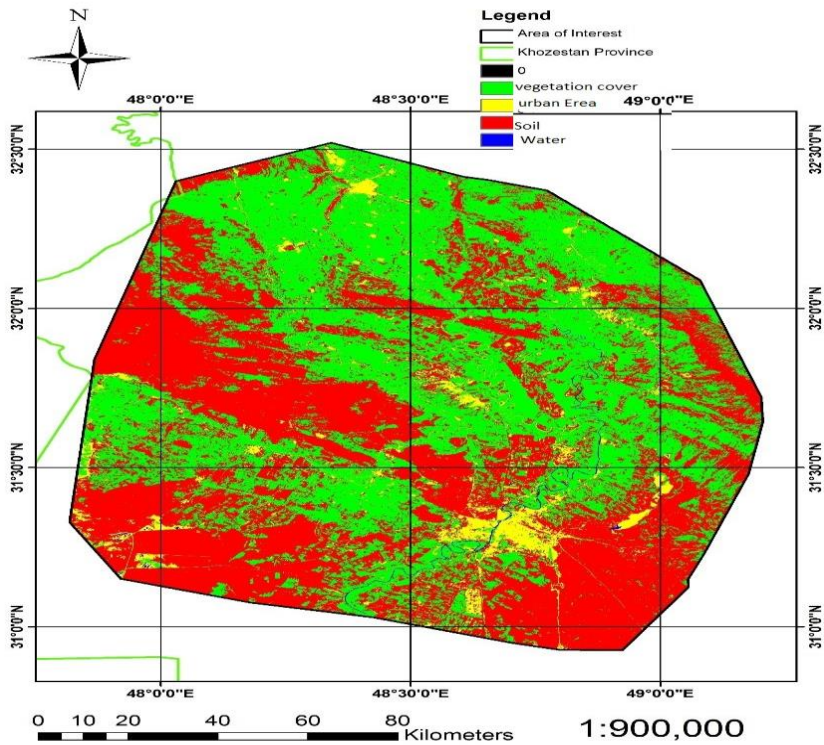 N
Legend
Area of Interest
Khozestan Province
0
vegetation cover
urban Erea
Soil
Water
48°0'0"E 48°30'0"E 49°0'0"E
32°30'0"N
22°0'0"N
31°30'0"N
31°0'0"N
32°30'0"N
22°0'0"N
31°30'0"N
31°0'0"N
48°0'0"E 48°30'0"E 49°0'0"E
0 10 20 40 60 80
Kilometers
1:900,000